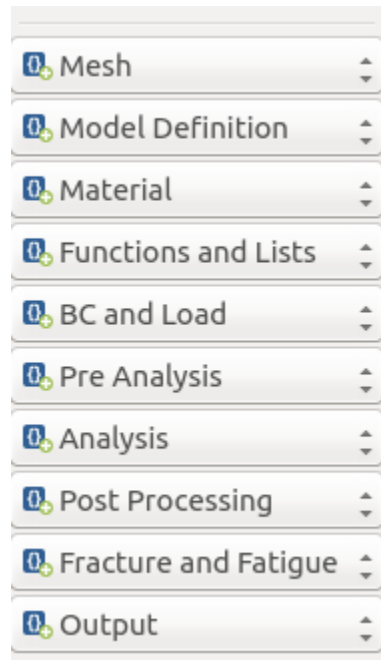 Mesh
Model Definition
Material
Functions and Lists
BC and Load
Pre Analysis
Analysis
Post Processing
Fracture and Fatigue
Output